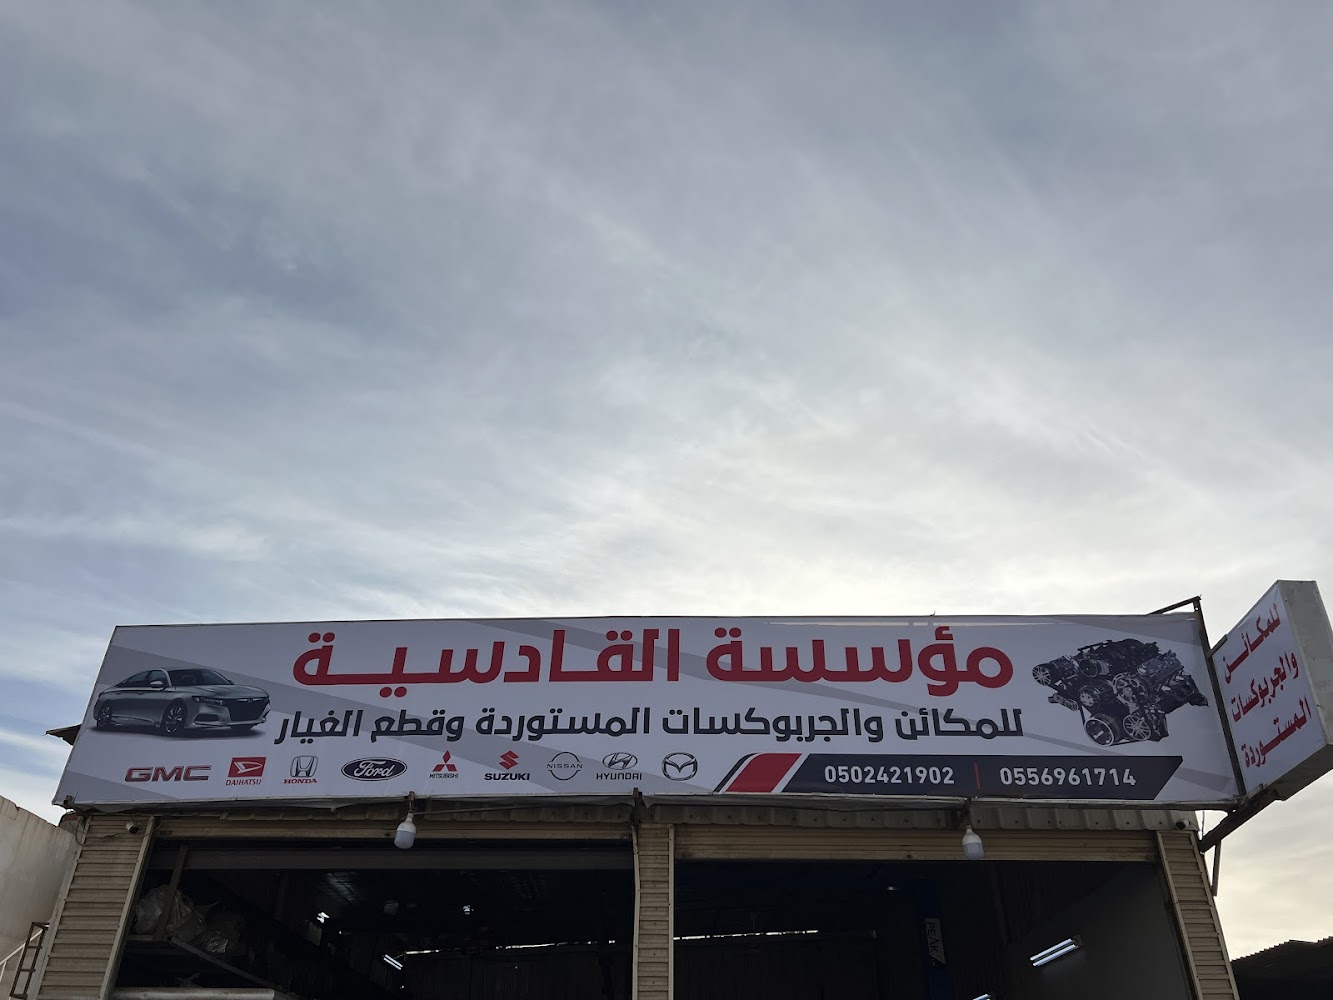 مؤسسة القادسية
للمكائن والجربوكسات المستوردة وقطع الغيار
GMC DAIHATSU HONDA Ford MITSUBISHI SUZUKI NISSAN HYUNDAI
0502421902 | 0556961714
للمكائن
والجربوكسات
المستوردة